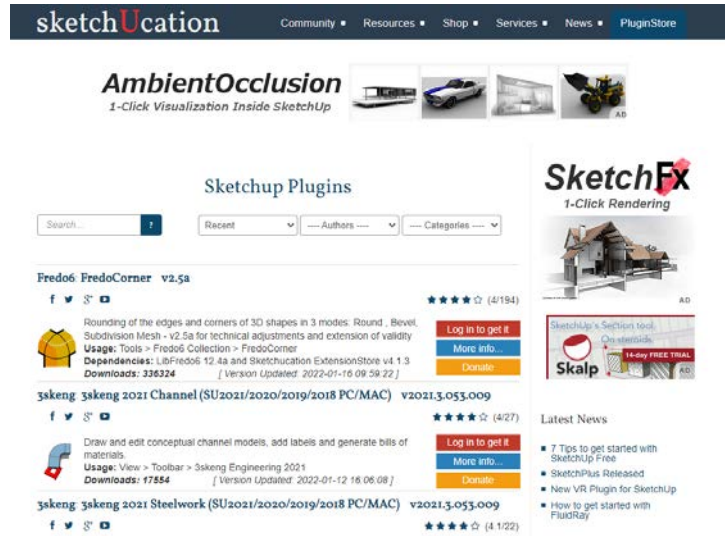 sketchUcation
Community ▪ Resources ▪ Shop ▪ Services ▪ News ▪ PluginStore
AmbientOcclusion
1-Click Visualization Inside SketchUp
AD
Sketchup Plugins
Search...
?
Recent
---- Authors ----
---- Categories ----
Fredo6 FredoCorner v2.5a
(4/194)
Rounding of the edges and corners of 3D shapes in 3 modes: Round , Bevel,
Subdivision Mesh - v2.5a for technical adjustments and extension of validity
Usage: Tools > Fredo6 Collection > FredoCorner
Dependencies: LibFredo6 12.4a and Sketchucation ExtensionStore v4.1.3
Downloads: 336324 [ Version Updated: 2022-01-16 09:59:22 ]
Log in to get it
More info...
Donate
3skeng 3skeng 2021 Channel (SU2021/2020/2019/2018 PC/MAC) v2021.3.053.009
(4/27)
Draw and edit conceptual channel models, add labels and generate bills of
materials.
Usage: View > Toolbar > 3skeng Engineering 2021
Downloads: 17554 [ Version Updated: 2022-01-12 16:06:08 ]
Log in to get it
More info...
Donate
3skeng 3skeng 2021 Steelwork (SU2021/2020/2019/2018 PC/MAC) v2021.3.053.009
(4.1/22)
SketchFx
1-Click Rendering
AD
SketchUp's Section tool.
On steroids.
14-day FREE TRIAL
Skalp
AD
Latest News
7 Tips to get started with
SketchUp Free
SketchPlus Released
New VR Plugin for SketchUp
How to get started with
FluidRay